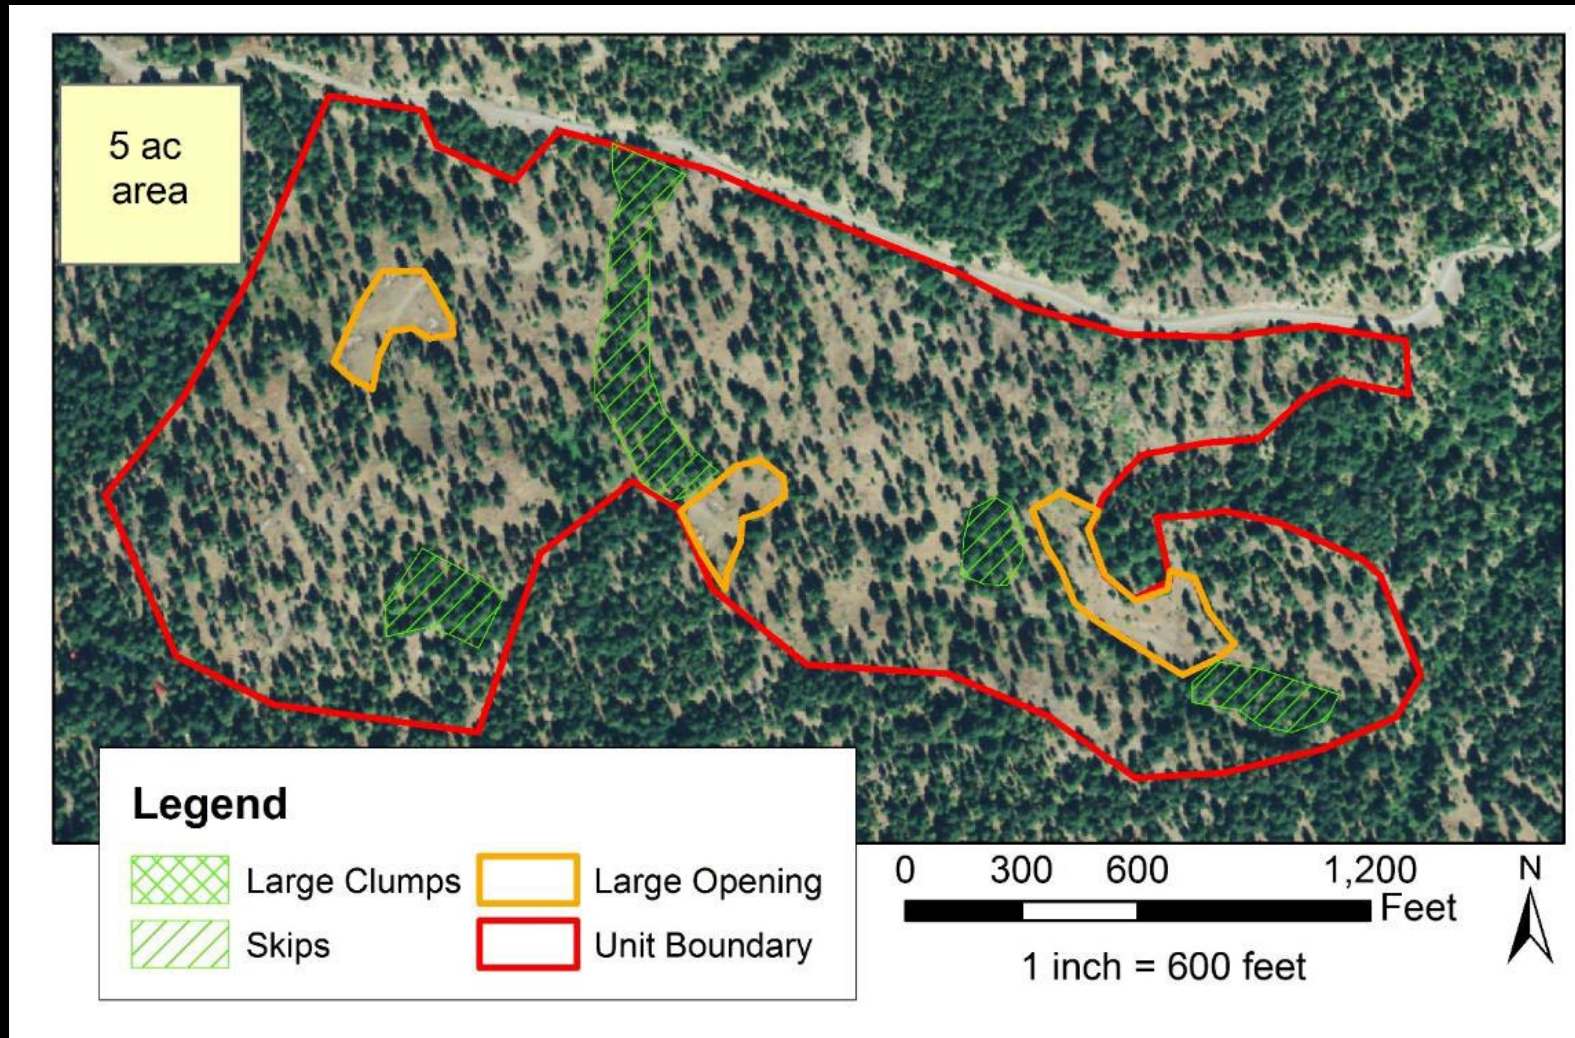 5 ac
area
Legend
Large Clumps
Large Opening
Skips
Unit Boundary
0 300 600 1,200
Feet
1 inch = 600 feet
N